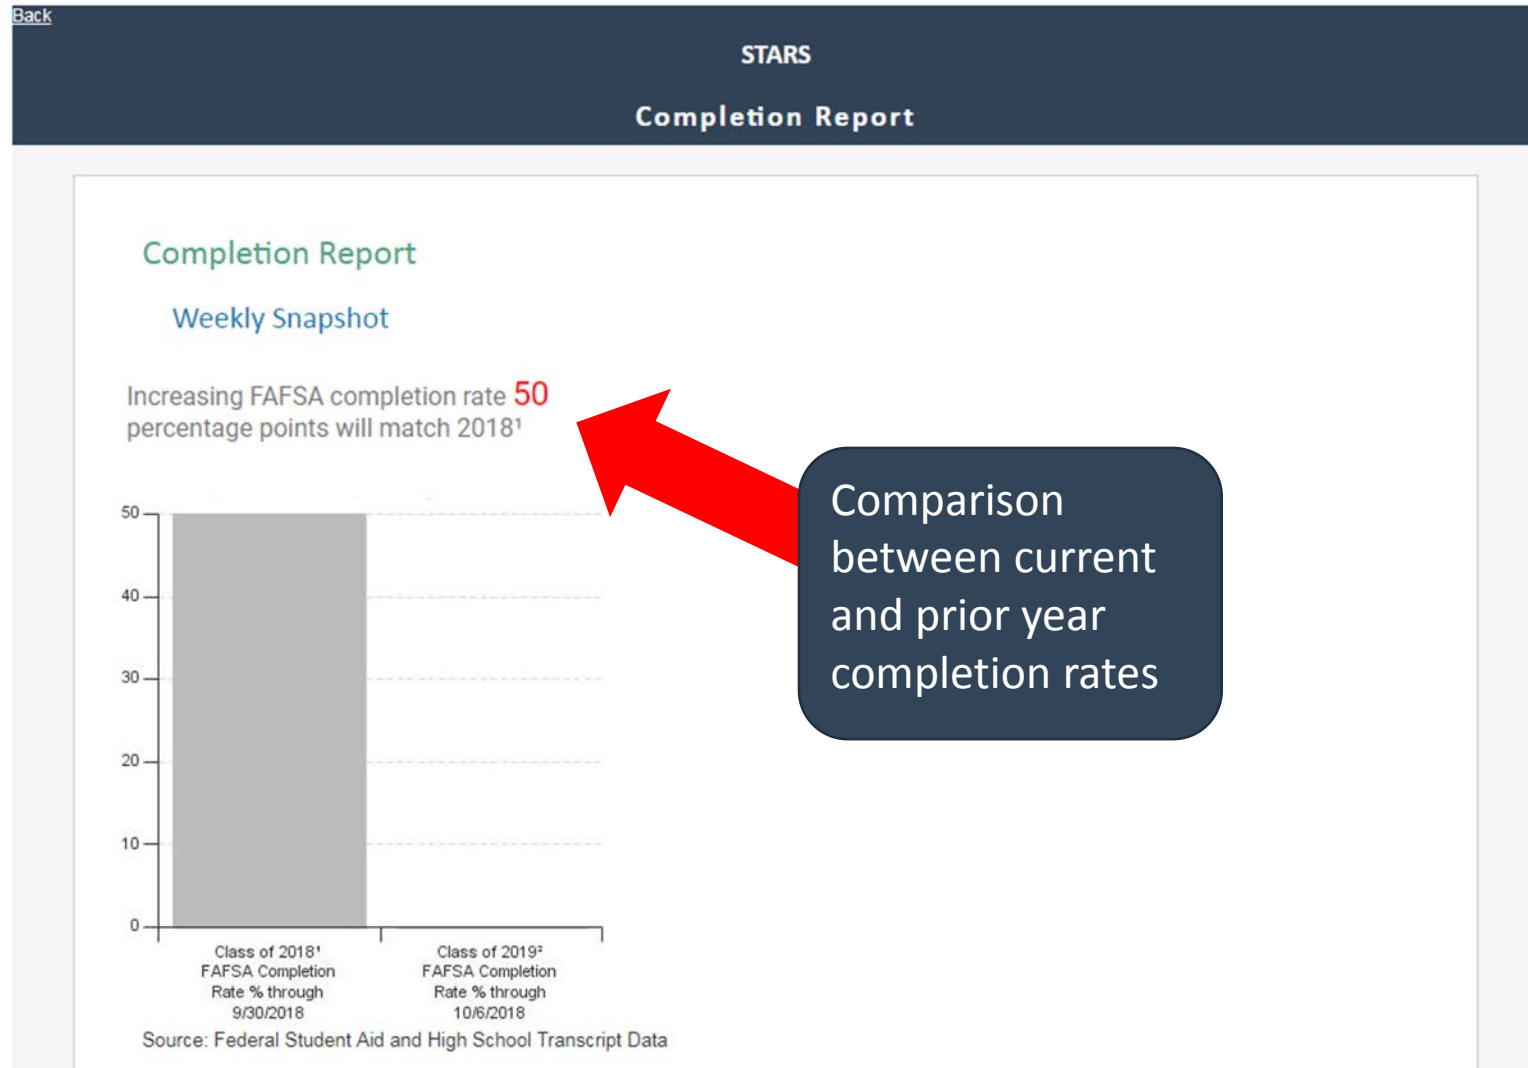 Back
STARS
Completion Report
Completion Report
Weekly Snapshot
Increasing FAFSA completion rate 50
percentage points will match 2018¹
Comparison
between current
and prior year
completion rates
50
40
30
20
10
0
Class of 2018¹
FAFSA Completion
Rate % through
9/30/2018
Class of 2019²
FAFSA Completion
Rate % through
10/6/2018
Source: Federal Student Aid and High School Transcript Data